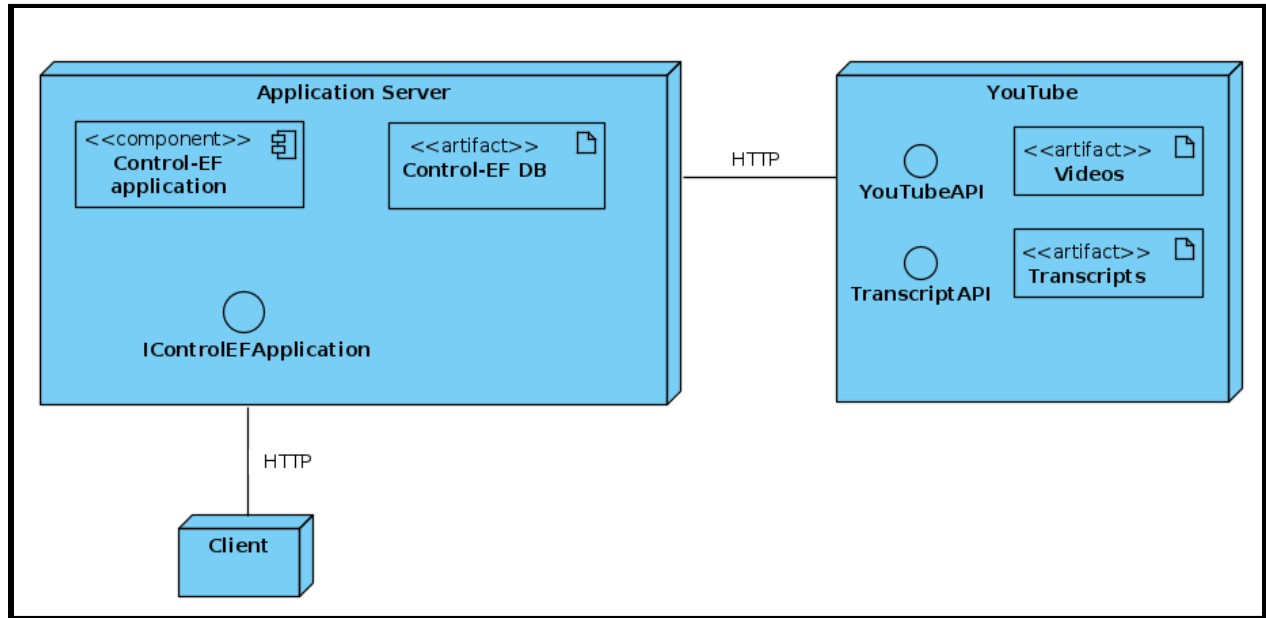 Application Server
<<component>>
Control-EF
application
<<artifact>>
Control-EF DB
IControlEFApplication
HTTP
YouTube
YouTubeAPI
<<artifact>>
Videos
TranscriptAPI
<<artifact>>
Transcripts
HTTP
Client